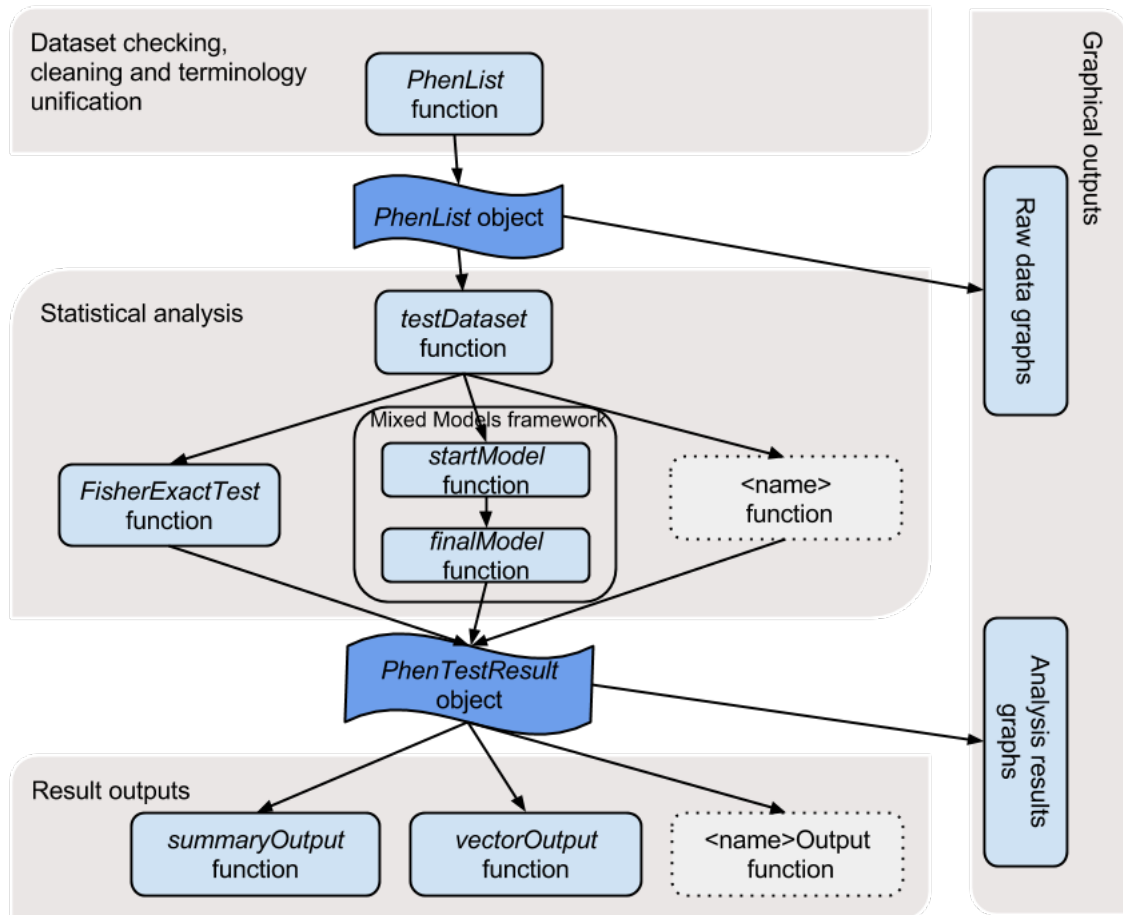 Dataset checking,
cleaning and terminology
unification
PhenList
function
PhenList object
Statistical analysis
testDataset
function
Mixed Models framework
startModel
function
finalModel
function
FisherExactTest
function
<name>
function
PhenTestResult
object
Result outputs
summaryOutput
function
vectorOutput
function
<name>Output
function
Graphical outputs
Raw data graphs
Analysis results
graphs